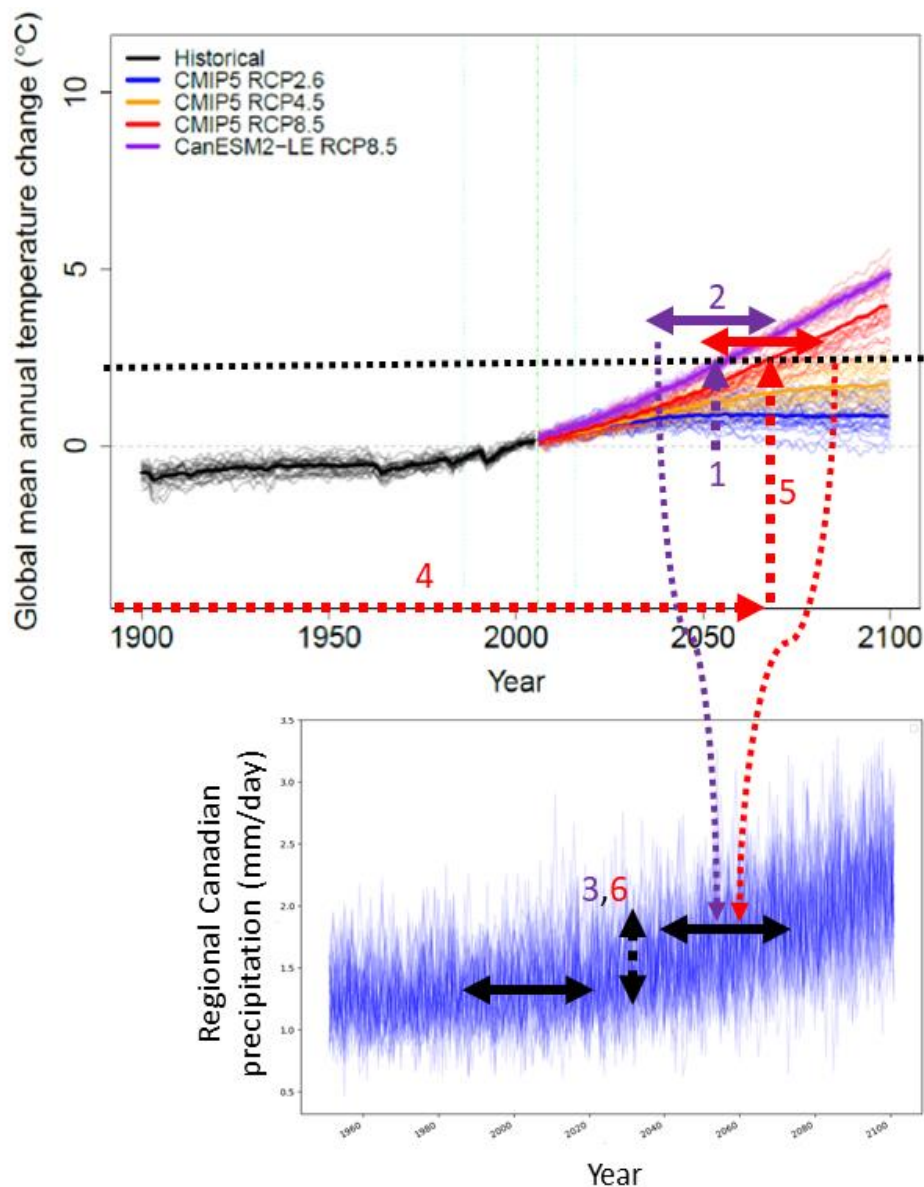 Global mean annual temperature change (°C)
10
5
0
Historical
CMIP5 RCP2.6
CMIP5 RCP4.5
CMIP5 RCP8.5
CanESM2−LE RCP8.5
2
1
5
4
1900
1950
2000
2050
2100
Year
Regional Canadian
precipitation (mm/day)
3.5
3.0
2.5
2.0
1.5
1.0
0.5
3,6
1960
1980
2000
2020
2040
2060
2080
2100
Year